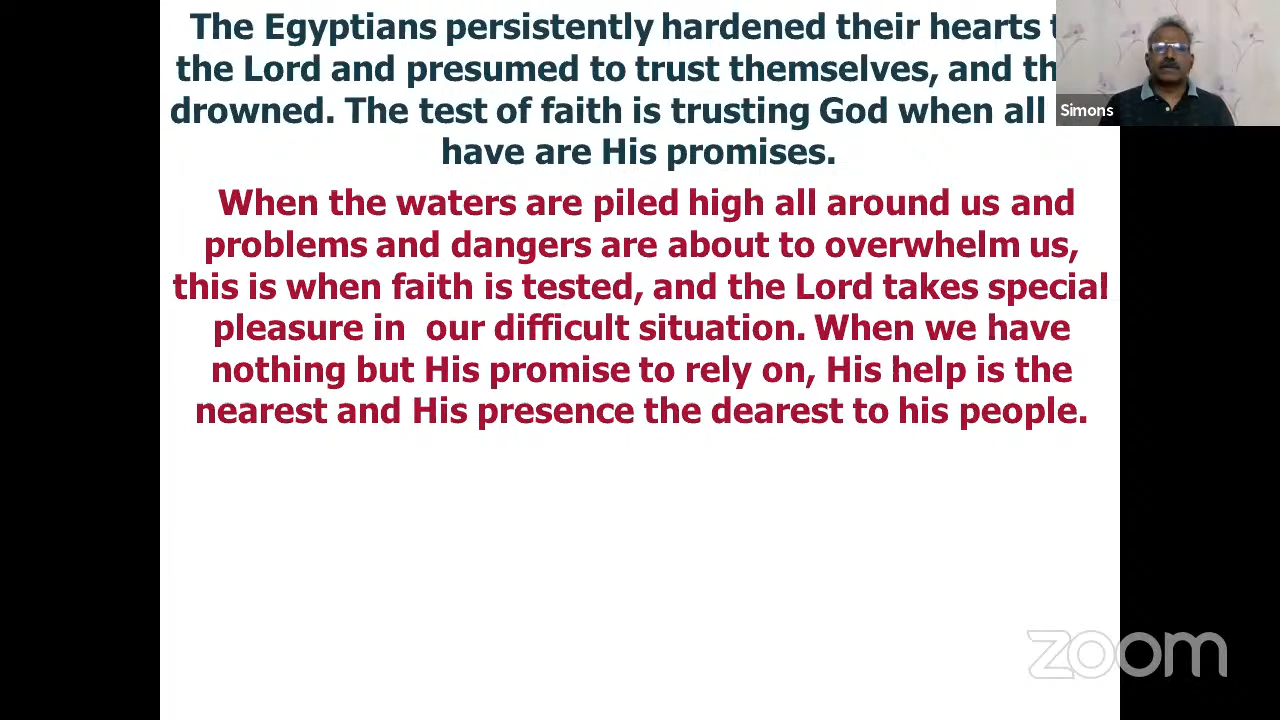 The Egyptians persistently hardened their hearts
the Lord and presumed to trust themselves, and
drowned. The test of faith is trusting God when all
have are His promises.
Simons
When the waters are piled high all around us and
problems and dangers are about to overwhelm us,
this is when faith is tested, and the Lord takes special
pleasure in our difficult situation. When we have
nothing but His promise to rely on, His help is the
nearest and His presence the dearest to his people.
zoom